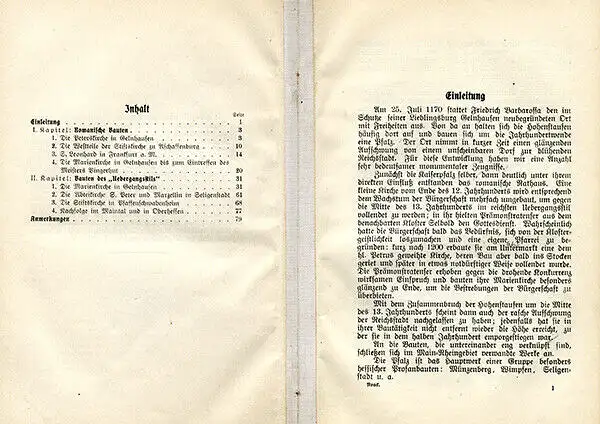 Inhalt
Seite
Einleitung 1
I. Kapitel: Romanische Bauten 3
1. Die Peterskirche in Gelnhausen 3
2. Die Westteile der Stiftskirche zu Aschaffenburg 10
3. S. Leonhard in Frankfurt a. M. 14
4. Die Marienkirche in Gelnhausen bis zum Eintreffen des
Meisters Vingerhut 20
II. Kapitel: Bauten des „Uebergangsstils" 31
1. Die Marienkirche in Gelnhausen 31
2. Die Abteikirche S. Peter und Marzellin in Seligenstadt 61
3. Die Stiftskirche in Pfaffenschwabenheim 68
4. Nachfolge im Maintal und in Oberhessen 77
Anmerkungen 79
Einleitung
Am 25. Juli 1170 stattet Friedrich Barbarossa den im
Schutze seiner Lieblingsburg Gelnhausen neubegründeten Ort
mit Freiheiten aus. Von da an halten sich die Hohenstaufen
häufig dort auf und bauen sich um die Jahrhundertwende
eine Pfalz. Der Ort nimmt in kurzer Zeit einen glänzenden
Aufschwung von einem unscheinbaren Dorf zur blühenden
Reichsstadt. Für diese Entwicklung haben wir eine Anzahl
sehr bedeutsamer monumentaler Zeugnisse.
Zunächst die Kaiserpfalz selber, dann deutlich unter ihrem
direkten Einfluß entstanden das romanische Rathaus. Eine
kleine Kirche vom Ende des 12. Jahrhunderts wird entsprechend
dem Wachstum der Bürgerschaft mehrfach umgebaut, um gegen
die Mitte des 13. Jahrhunderts im reichsten Uebergangsstil
vollendet zu werden; in ihr hielten Prämonstratenser aus dem
benachbarten Kloster Selbold den Gottesdienst. Wahrscheinlich
hatte die Bürgerschaft bald das Bedürfnis, sich von der Kloster-
geistlichkeit loszumachen und eine eigene Pfarrei zu be-
gründen: kurz nach 1200 erbaute sie am Untermarkt eine dem
hl. Petrus geweihte Kirche, deren Bau aber bald ins Stocken
geriet und später in etwas notdürftiger Weise vollendet wurde.
Die Prämonstratenser erhoben gegen die drohende Konkurrenz
wirksamen Einspruch und bauten ihre Marienkirche besonders
glänzend zu Ende, um die Bestrebungen der Bürgerschaft zu
überbieten.
Mit dem Zusammenbruch der Hohenstaufen um die Mitte
des 13. Jahrhunderts scheint dann auch der rasche Aufschwung
der Reichsstadt nachgelassen zu haben; jedenfalls hat sie in
ihrer Bautätigkeit nicht entfernt wieder die Höhe erreicht, zu
der sie in dem halben Jahrhundert emporgestiegen war.
An die Bauten, die untereinander eng verknüpft sind,
schließen sich im Main-Rheingebiet verwandte Werke an.
Die Pfalz ist das Hauptwerk einer Gruppe besonders
hessischer Profanbauten: Münzenberg, Wimpfen, Seligen-
stadt u. a.
1